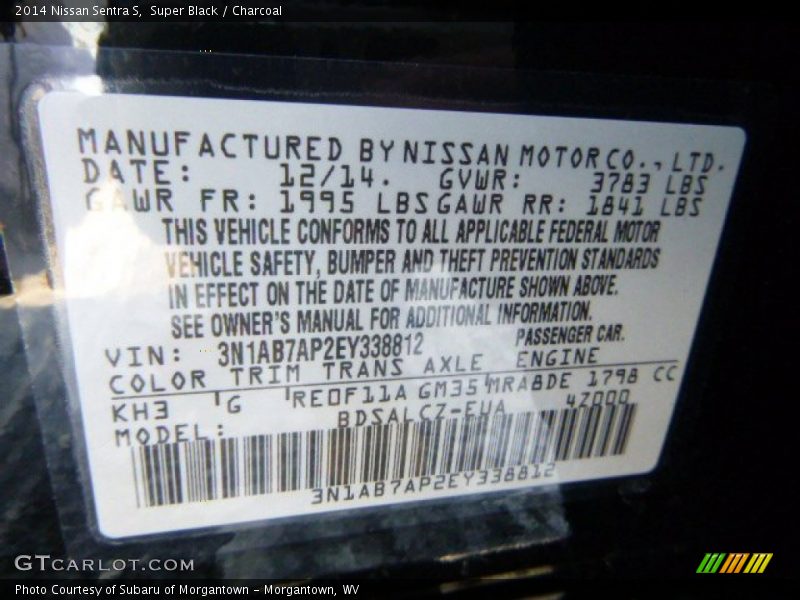 2014 Nissan Sentra S, Super Black / Charcoal
MANUFACTURED BY NISSAN MOTOR CO., LTD.
DATE: 12/14. GVWR: 3783 LBS
GAWR FR: 1995 LBS GAWR RR: 1841 LBS
THIS VEHICLE CONFORMS TO ALL APPLICABLE FEDERAL MOTOR
VEHICLE SAFETY, BUMPER AND THEFT PREVENTION STANDARDS
IN EFFECT ON THE DATE OF MANUFACTURE SHOWN ABOVE.
SEE OWNER'S MANUAL FOR ADDITIONAL INFORMATION.
VIN: 3N1AB7AP2EY338812 PASSENGER CAR.
COLOR TRIM TRANS AXLE ENGINE
KH3 G RE0F11A GM35 MRA8DE 1798 CC
MODEL: BDSALCZ-EUA 4Z000
3N1AB7AP2EY338812
GTCARLOT.COM
Photo Courtesy of Subaru of Morgantown - Morgantown, WV